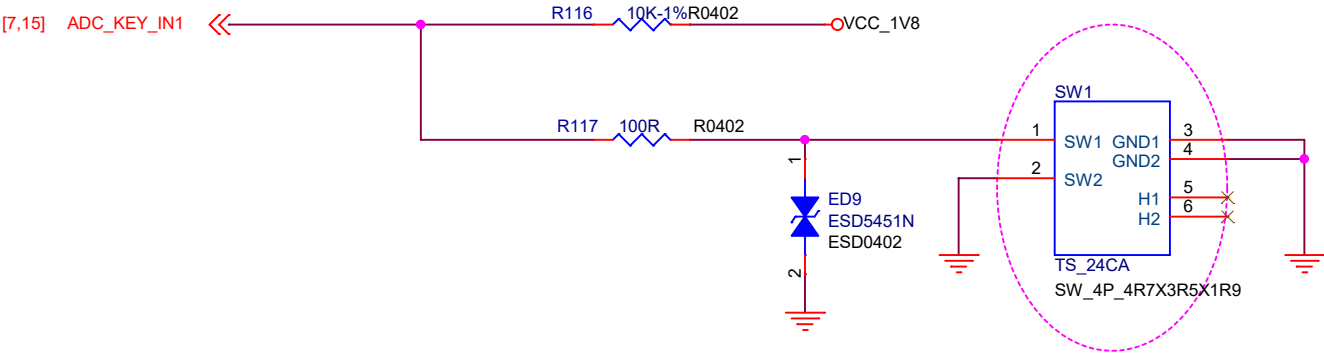 [7,15] ADC_KEY_IN1
R116 10K-1% R0402
VCC_1V8
R117 100R R0402
SW1
1 SW1 GND1 3
GND2 4
2 SW2
H1 5
H2 6
1
ED9
ESD5451N
ESD0402
2
TS_24CA
SW_4P_4R7X3R5X1R9